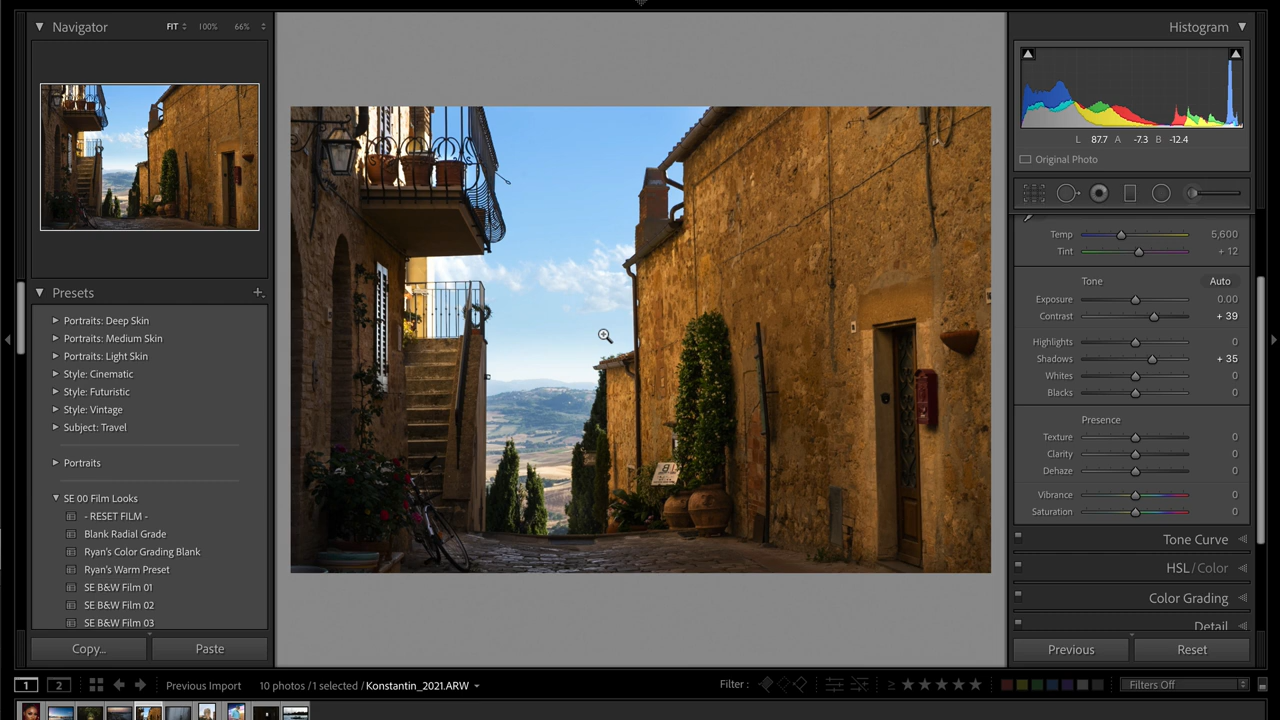 Navigator
FIT 100% 66%
Histogram
L 87.7 A -7.3 B -12.4
Original Photo
Temp 5,600
Tint + 12
Tone Auto
Exposure 0.00
Contrast + 39
Highlights 0
Shadows + 35
Whites 0
Blacks 0
Presence
Texture 0
Clarity 0
Dehaze 0
Vibrance 0
Saturation 0
Tone Curve
HSL / Color
Color Grading
Detail
Previous Reset
Presets
Portraits: Deep Skin
Portraits: Medium Skin
Portraits: Light Skin
Style: Cinematic
Style: Futuristic
Style: Vintage
Subject: Travel
Portraits
SE 00 Film Looks
- RESET FILM -
Blank Radial Grade
Ryan's Color Grading Blank
Ryan's Warm Preset
SE B&W Film 01
SE B&W Film 02
SE B&W Film 03
Copy... Paste
1 2 Previous Import 10 photos / 1 selected / Konstantin_2021.ARW
Filter : Filters Off